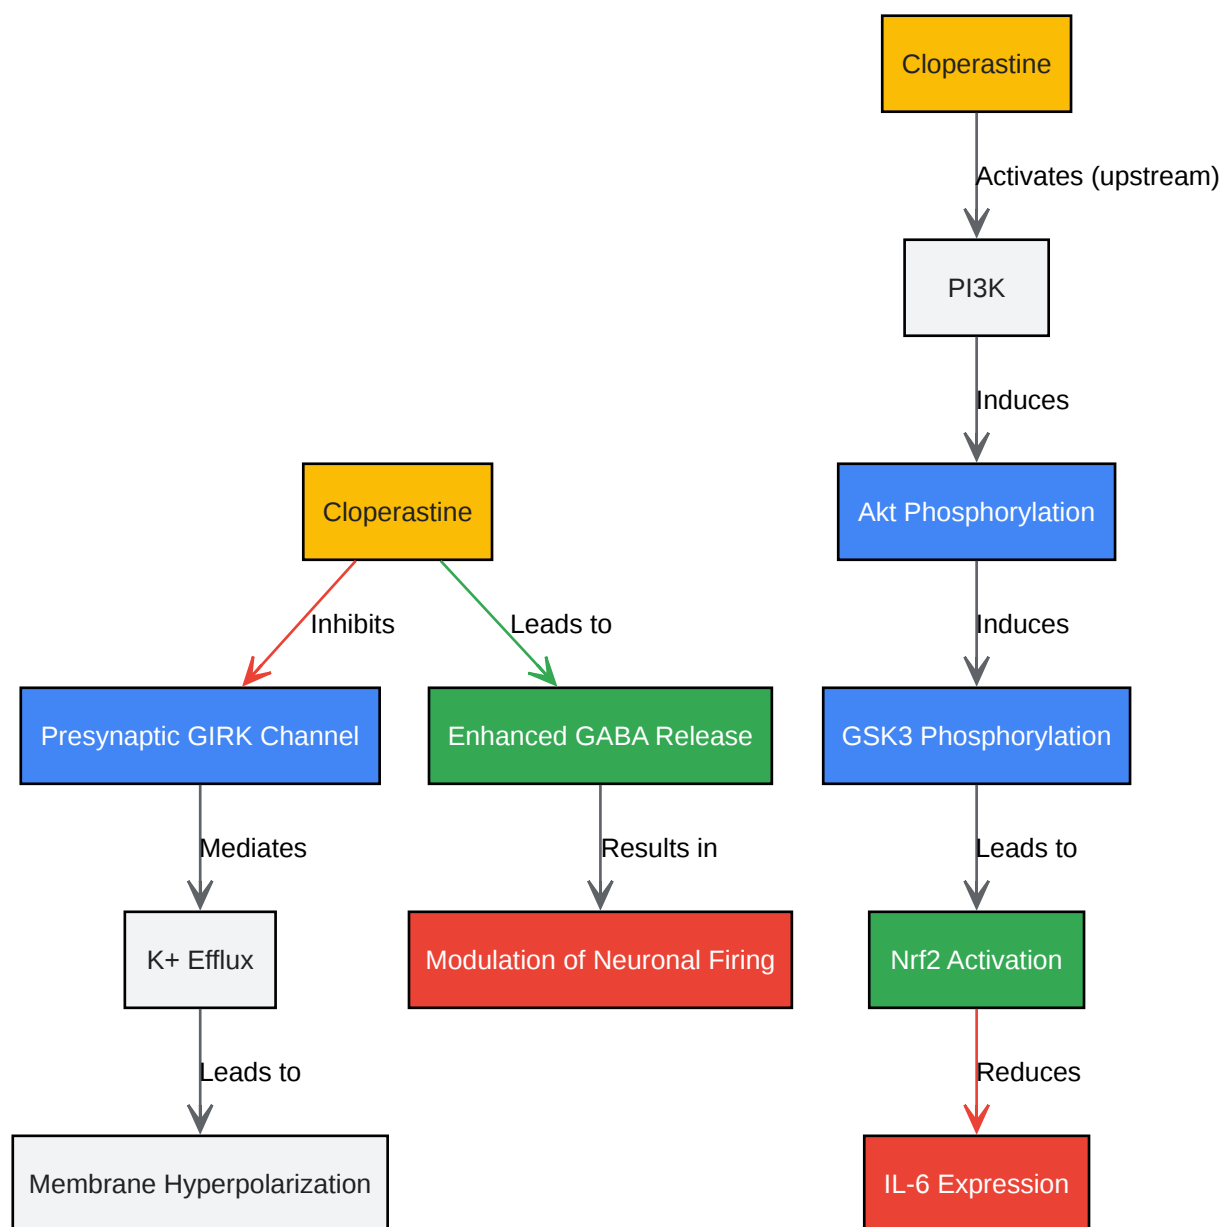 Cloperastine
Activates (upstream)
PI3K
Induces
Cloperastine
Akt Phosphorylation
Inhibits
Leads to
Induces
Presynaptic GIRK Channel
Enhanced GABA Release
GSK3 Phosphorylation
Mediates
Results in
Leads to
K+ Efflux
Modulation of Neuronal Firing
Nrf2 Activation
Leads to
Reduces
Membrane Hyperpolarization
IL-6 Expression